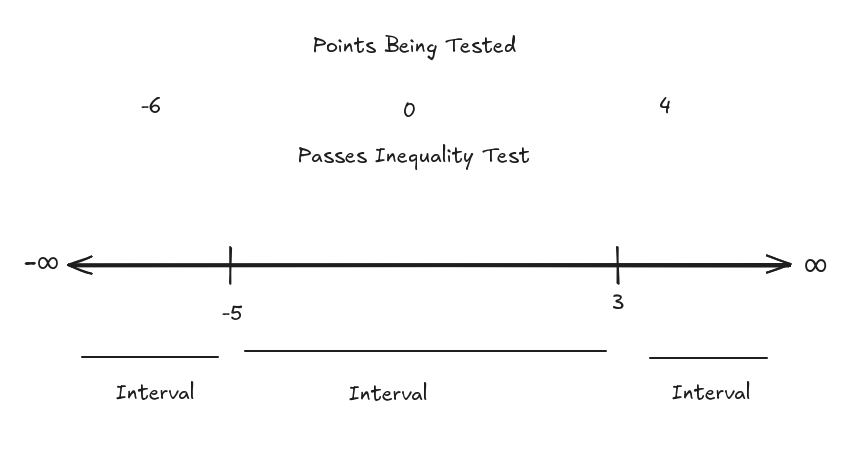 Points Being Tested
-6 0 4
Passes Inequality Test
-∞ ∞
-5 3
Interval Interval Interval